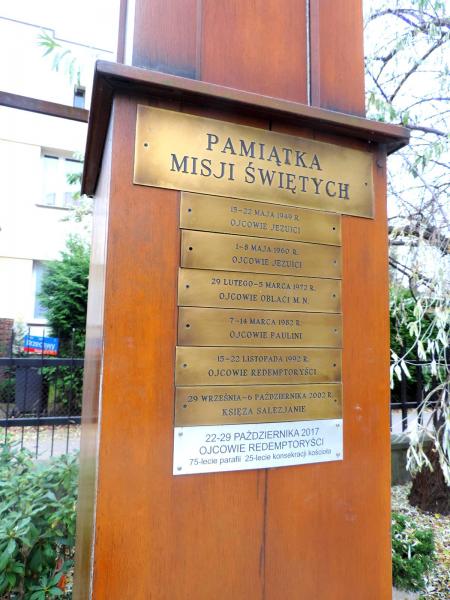 PAMIĄTKA
MISJI ŚWIĘTYCH
15-22 MAJA 1949 R.
OJCOWIE JEZUICI
1-8 MAJA 1960 R.
OJCOWIE JEZUICI
29 LUTEGO-5 MARCA 1972 R.
OJCOWIE OBLACI M.N.
7-14 MARCA 1982 R.
OJCOWIE PAULINI
15-22 LISTOPADA 1992 R.
OJCOWIE REDEMPTORYŚCI
29 WRZEŚNIA-6 PAŹDZIERNIKA 2002 R.
KSIĘŻA SALEZJANIE
22-29 PAŹDZIERNIKA 2017
OJCOWIE REDEMPTORYŚCI
75-lecie parafii 25-lecie konsekracji kościoła